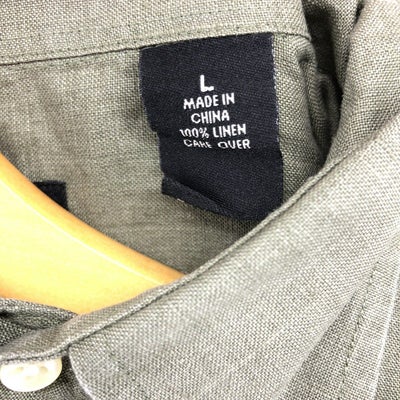 L
MADE IN
CHINA
100% LINEN
CARE OVER